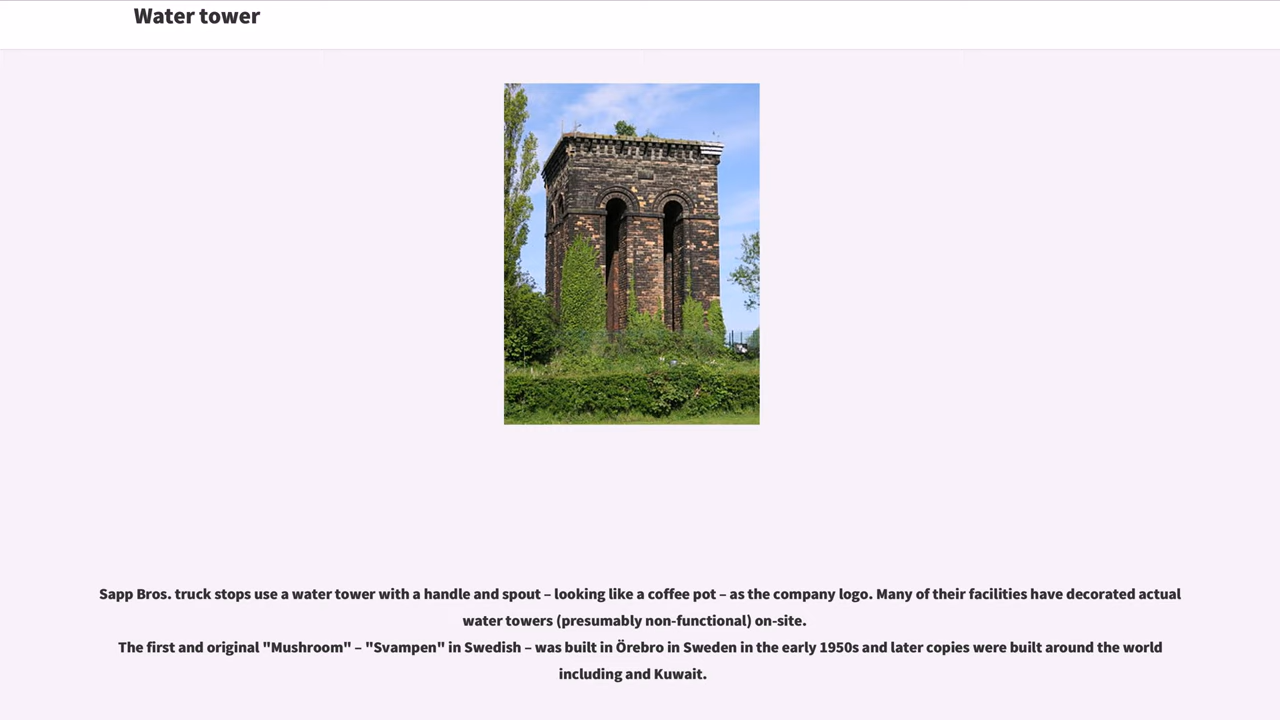 Water tower
Sapp Bros. truck stops use a water tower with a handle and spout – looking like a coffee pot – as the company logo. Many of their facilities have decorated actual
water towers (presumably non-functional) on-site.
The first and original "Mushroom" – "Svampen" in Swedish – was built in Örebro in Sweden in the early 1950s and later copies were built around the world
including and Kuwait.